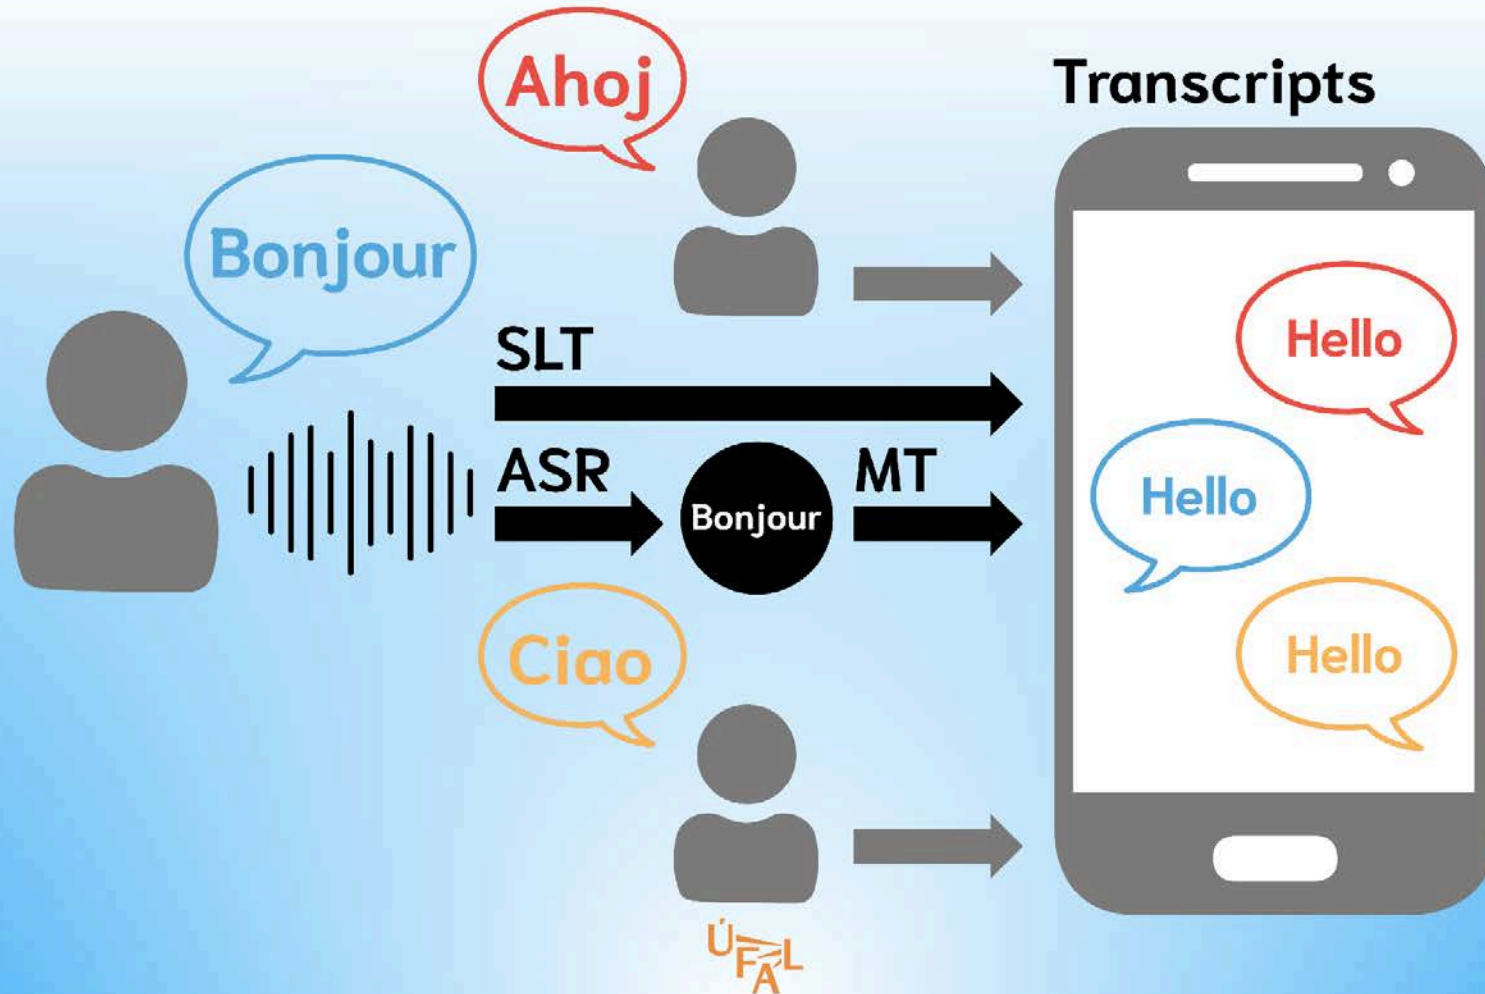 Ahoj
Transcripts
Bonjour
Hello
SLT
ASR
Bonjour
MT
Hello
Ciao
Hello
ÚFAL